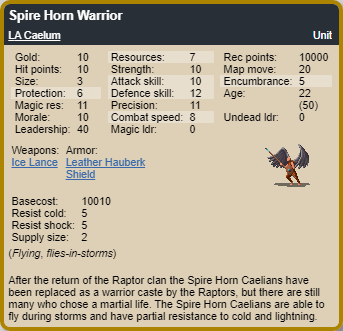 Spire Horn Warrior
LA Caelum Unit
Gold: 10 Resources: 7 Rec points: 10000
Hit points: 10 Strength: 10 Map move: 20
Size: 3 Attack skill: 10 Encumbrance: 5
Protection: 6 Defence skill: 12 Age: 22
Magic res: 11 Precision: 11 (50)
Morale: 10 Combat speed: 8 Undead ldr: 0
Leadership: 40 Magic ldr: 0
Weapons: Armor:
Ice Lance Leather Hauberk
Shield
Basecost: 10010
Resist cold: 5
Resist shock: 5
Supply size: 2
(Flying, flies-in-storms)
After the return of the Raptor clan the Spire Horn Caelians have
been replaced as a warrior caste by the Raptors, but there are still
many who chose a martial life. The Spire Horn Caelians are able to
fly during storms and have partial resistance to cold and lightning.